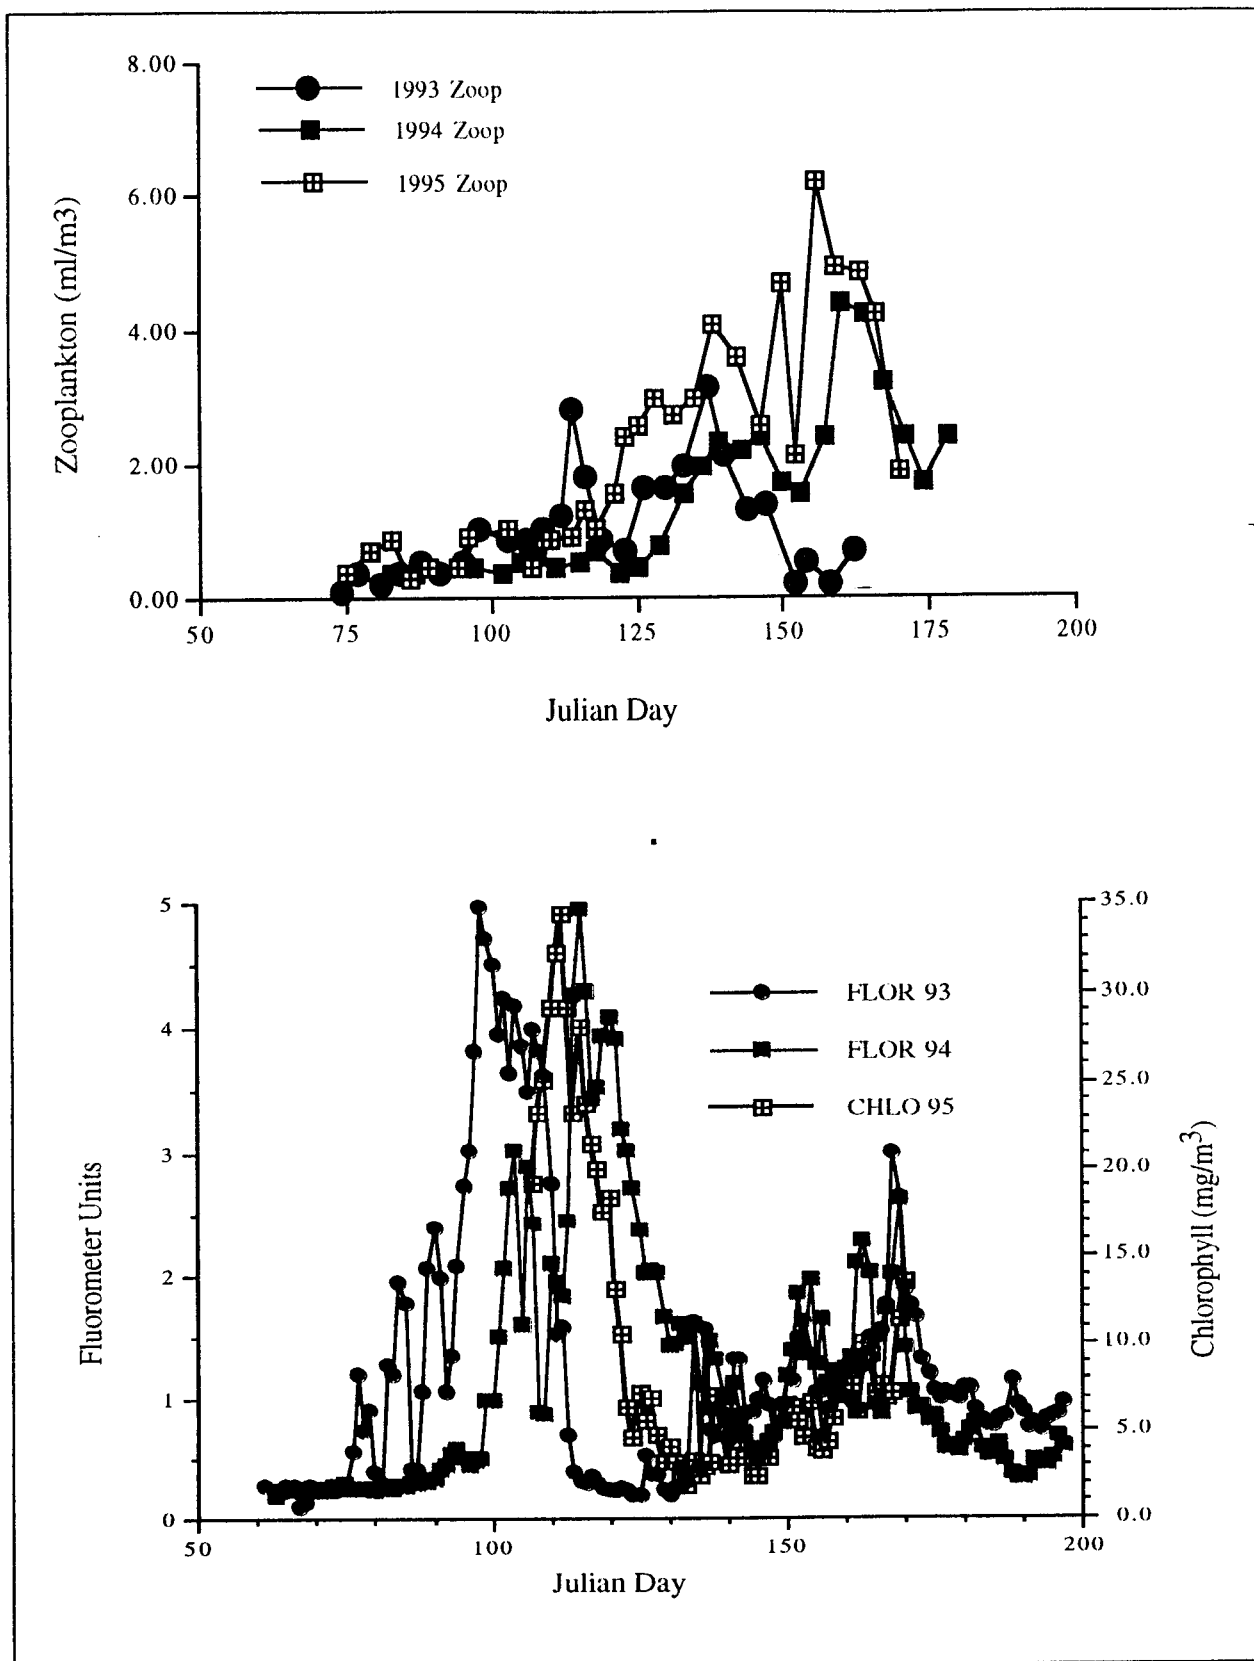 8.00
6.00
4.00
2.00
0.00
Zooplankton (ml/m3)
1993 Zoop
1994 Zoop
1995 Zoop
50 75 100 125 150 175 200
Julian Day
5
4
3
2
1
0
Fluorometer Units
FLOR 93
FLOR 94
CHLO 95
35.0
30.0
25.0
20.0
15.0
10.0
5.0
0.0
Chlorophyll (mg/m³)
50 100 150 200
Julian Day